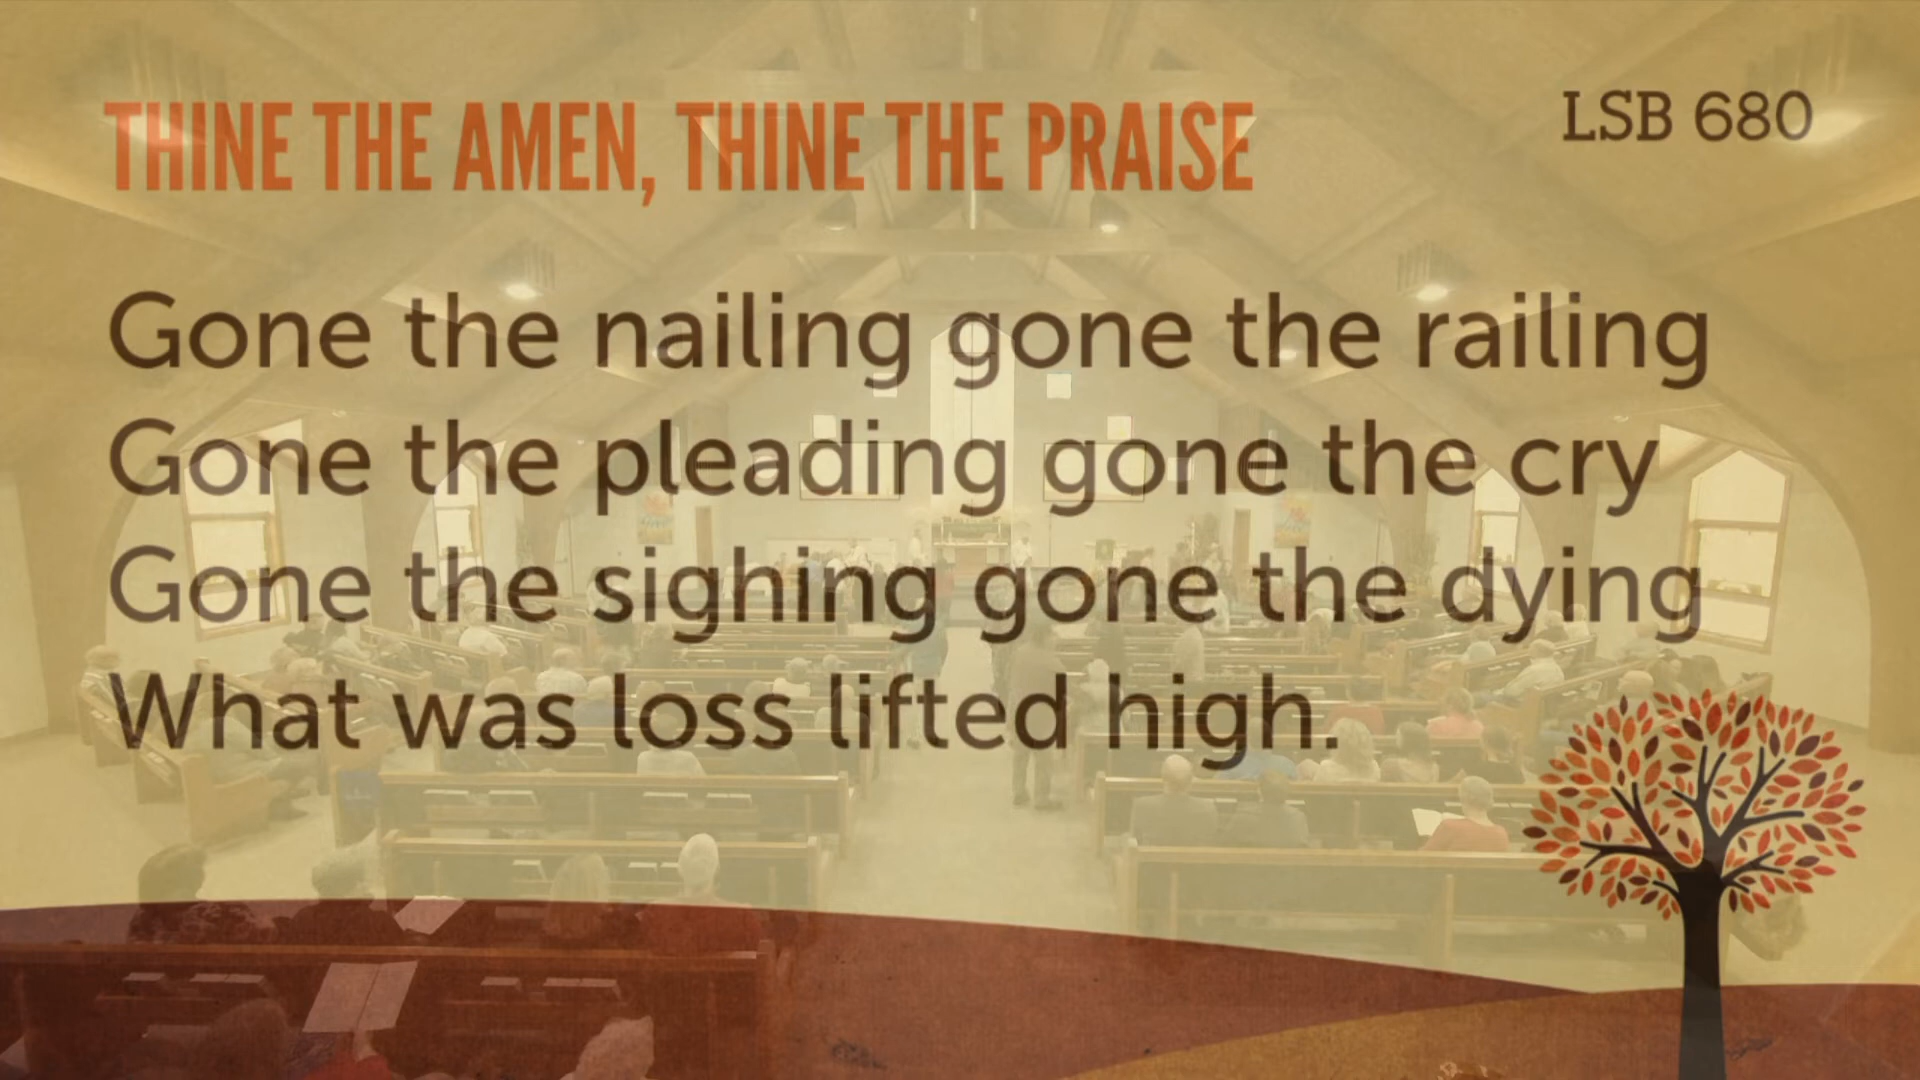 THINE THE AMEN, THINE THE PRAISE
LSB 680
Gone the nailing gone the railing
Gone the pleading gone the cry
Gone the sighing gone the dying
What was loss lifted high.